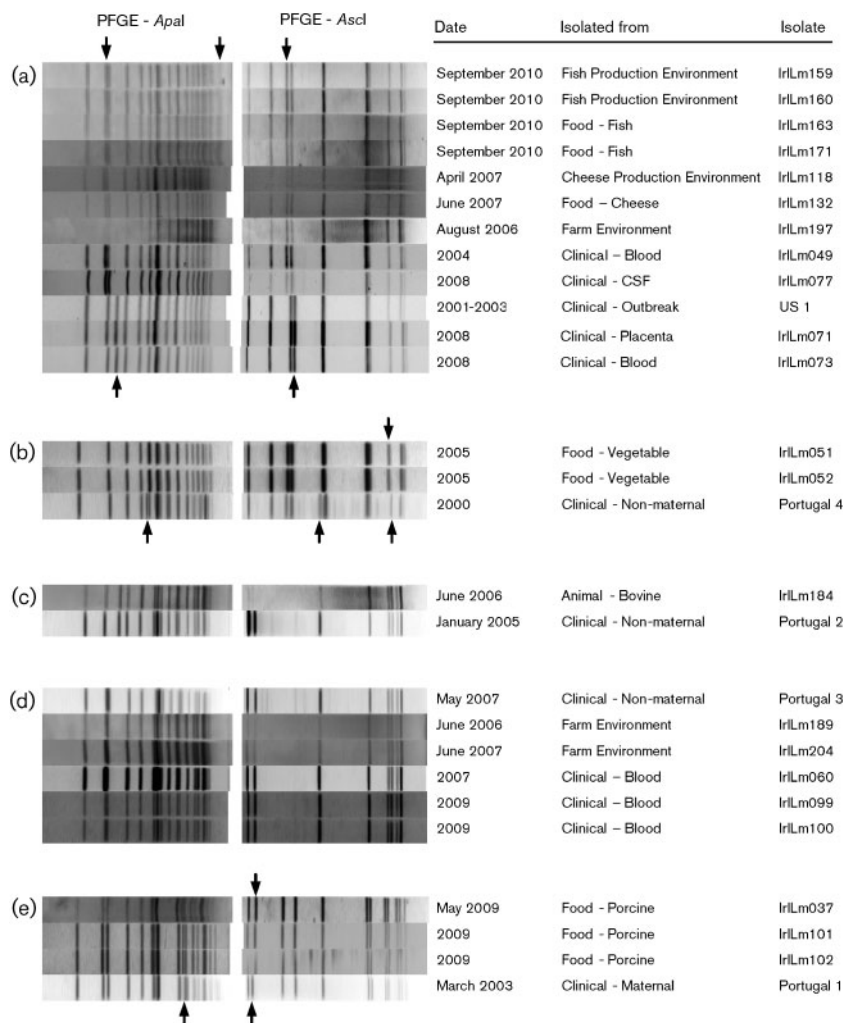 PFGE - ApaI PFGE - AscI Date Isolated from Isolate
(a)
September 2010 Fish Production Environment IrlLm159
September 2010 Fish Production Environment IrlLm160
September 2010 Food - Fish IrlLm163
September 2010 Food - Fish IrlLm171
April 2007 Cheese Production Environment IrlLm118
June 2007 Food – Cheese IrlLm132
August 2006 Farm Environment IrlLm197
2004 Clinical – Blood IrlLm049
2008 Clinical - CSF IrlLm077
2001-2003 Clinical - Outbreak US 1
2008 Clinical - Placenta IrlLm071
2008 Clinical – Blood IrlLm073
(b) 2005 Food - Vegetable IrlLm051
2005 Food - Vegetable IrlLm052
2000 Clinical - Non-maternal Portugal 4
(c) June 2006 Animal - Bovine IrlLm184
January 2005 Clinical - Non-maternal Portugal 2
(d) May 2007 Clinical - Non-maternal Portugal 3
June 2006 Farm Environment IrlLm189
June 2007 Farm Environment IrlLm204
2007 Clinical – Blood IrlLm060
2009 Clinical – Blood IrlLm099
2009 Clinical – Blood IrlLm100
(e) May 2009 Food - Porcine IrlLm037
2009 Food - Porcine IrlLm101
2009 Food - Porcine IrlLm102
March 2003 Clinical - Maternal Portugal 1